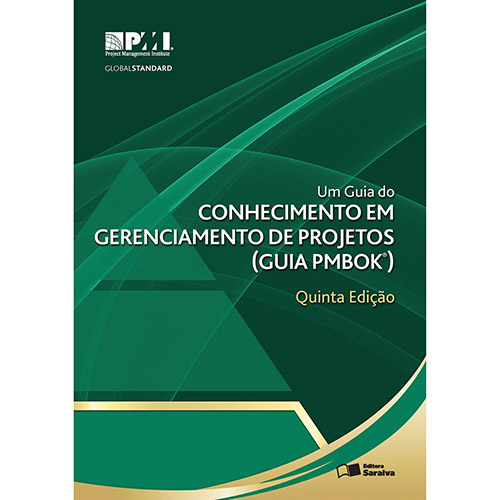 PMI
Project Management Institute
GLOBALSTANDARD
Um Guia do
CONHECIMENTO EM
GERENCIAMENTO DE PROJETOS
(GUIA PMBOK®)
Quinta Edição
Editora
Saraiva